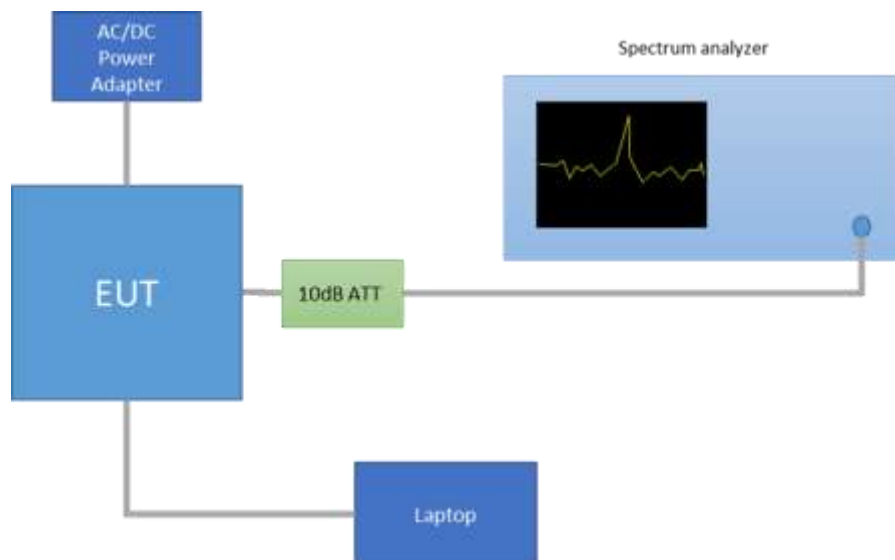 AC/DC
Power
Adapter
Spectrum analyzer
EUT
10dB ATT
Laptop